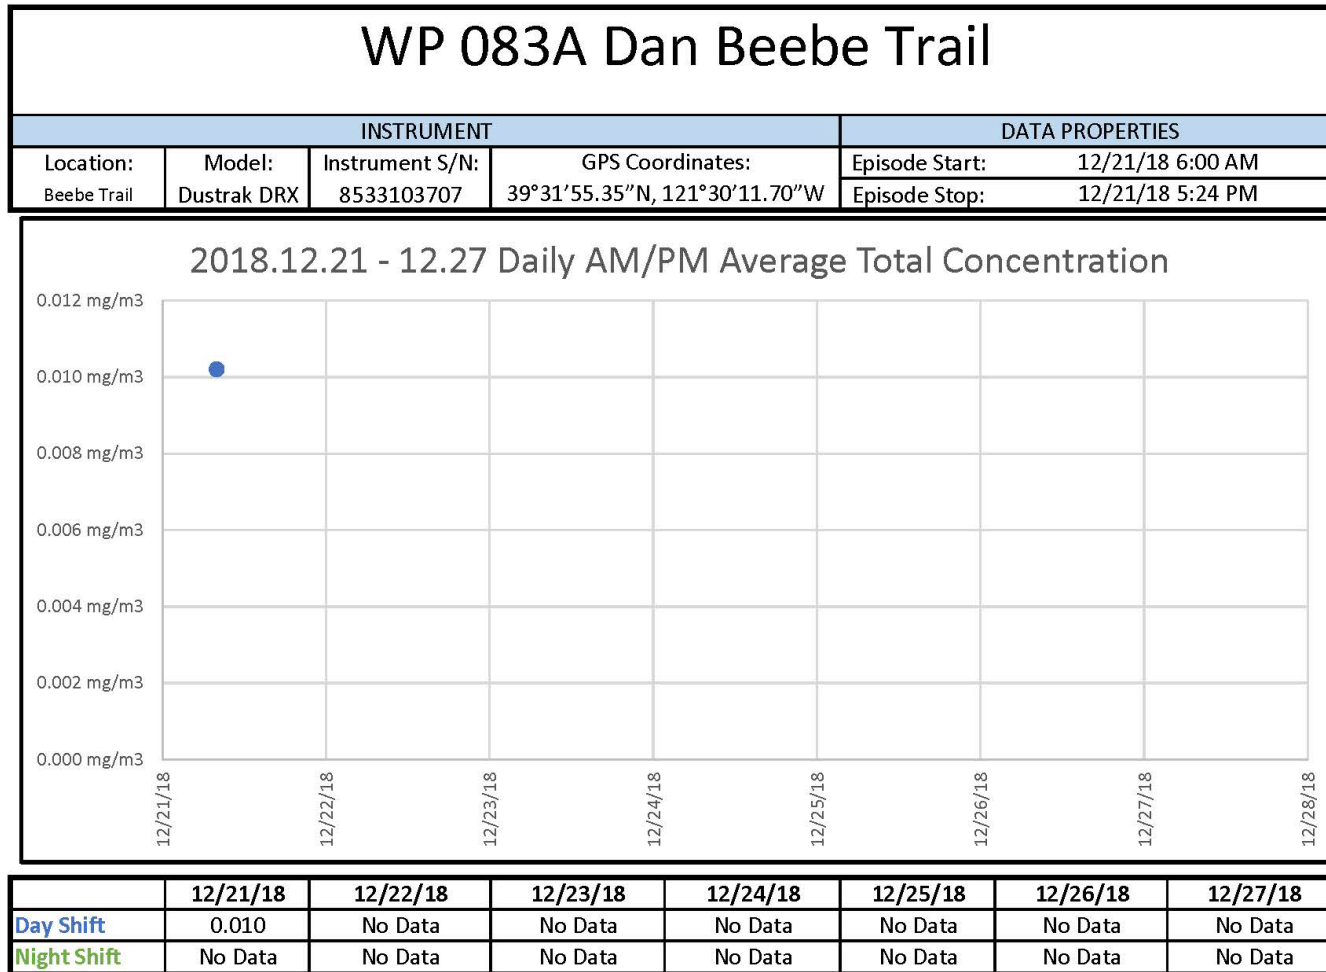 WP 083A Dan Beebe Trail
INSTRUMENT DATA PROPERTIES
Location: Model: Instrument S/N: GPS Coordinates: Episode Start: 12/21/18 6:00 AM
Beebe Trail Dustrak DRX 8533103707 39°31’55.35”N, 121°30’11.70”W Episode Stop: 12/21/18 5:24 PM
2018.12.21 - 12.27 Daily AM/PM Average Total Concentration
0.012 mg/m3
0.010 mg/m3
0.008 mg/m3
0.006 mg/m3
0.004 mg/m3
0.002 mg/m3
0.000 mg/m3
12/21/18 12/22/18 12/23/18 12/24/18 12/25/18 12/26/18 12/27/18 12/28/18
12/21/18 12/22/18 12/23/18 12/24/18 12/25/18 12/26/18 12/27/18
Day Shift 0.010 No Data No Data No Data No Data No Data No Data
Night Shift No Data No Data No Data No Data No Data No Data No Data